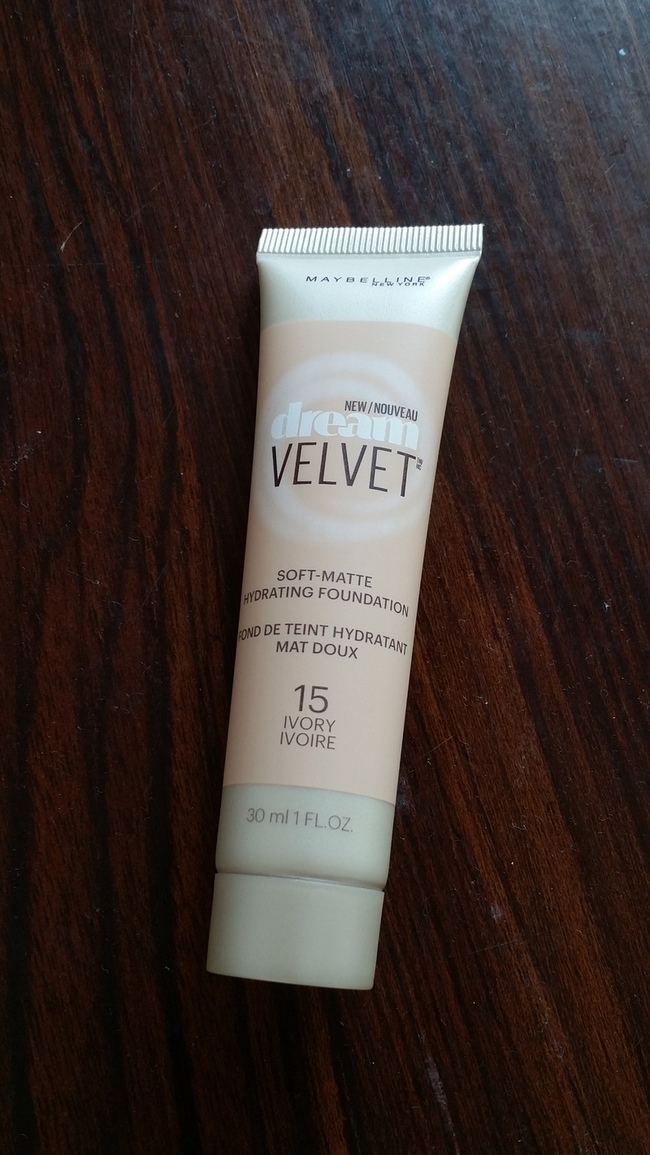 MAYBELLINE®
NEW YORK
NEW/NOUVEAU
dream
VELVET
SOFT-MATTE
HYDRATING FOUNDATION
FOND DE TEINT HYDRATANT
MAT DOUX
15
IVORY
IVOIRE
30 ml 1 FL.OZ.